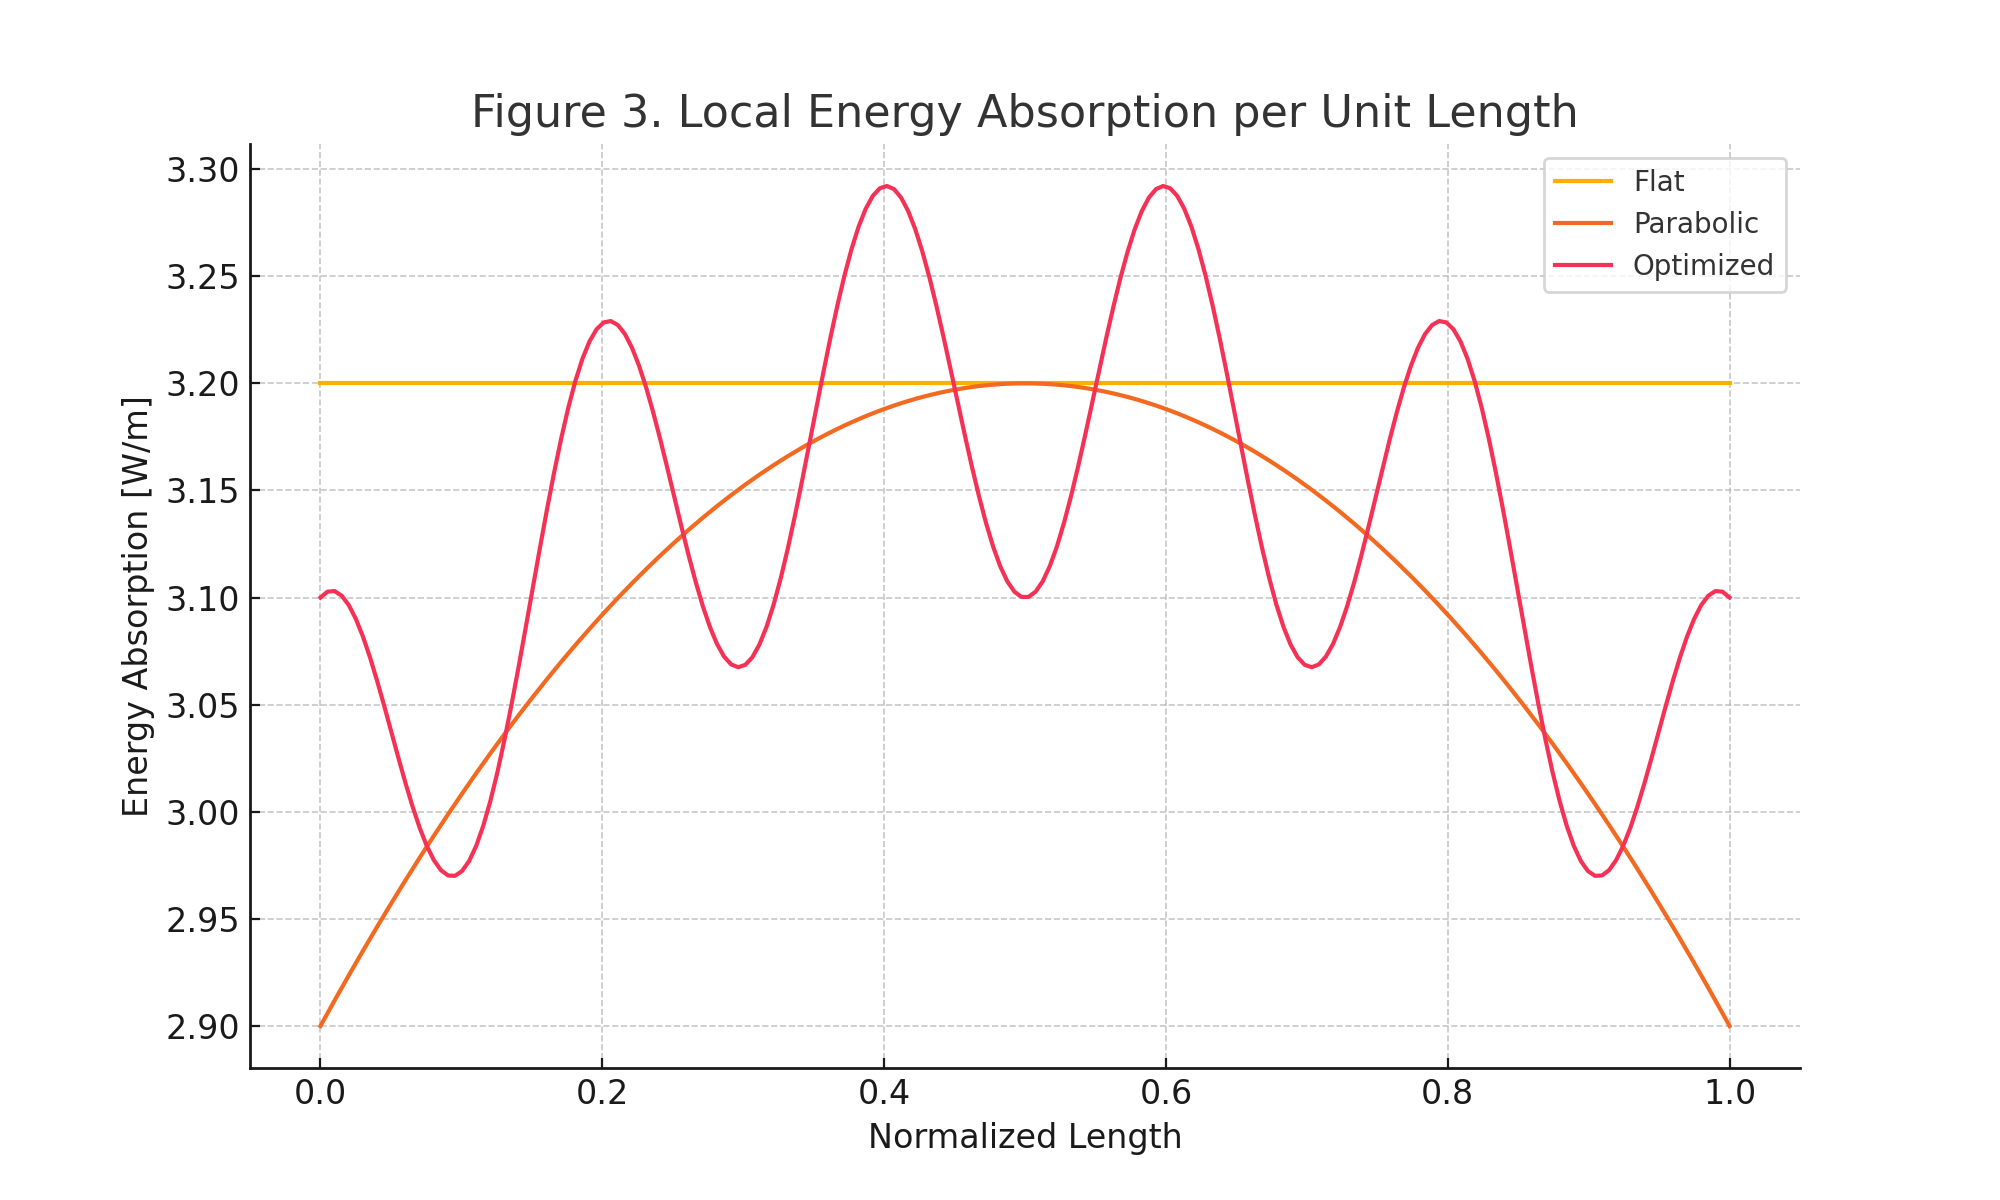 Figure 3. Local Energy Absorption per Unit Length
Flat
Parabolic
Optimized
Energy Absorption [W/m]
3.30
3.25
3.20
3.15
3.10
3.05
3.00
2.95
2.90
0.0 0.2 0.4 0.6 0.8 1.0
Normalized Length